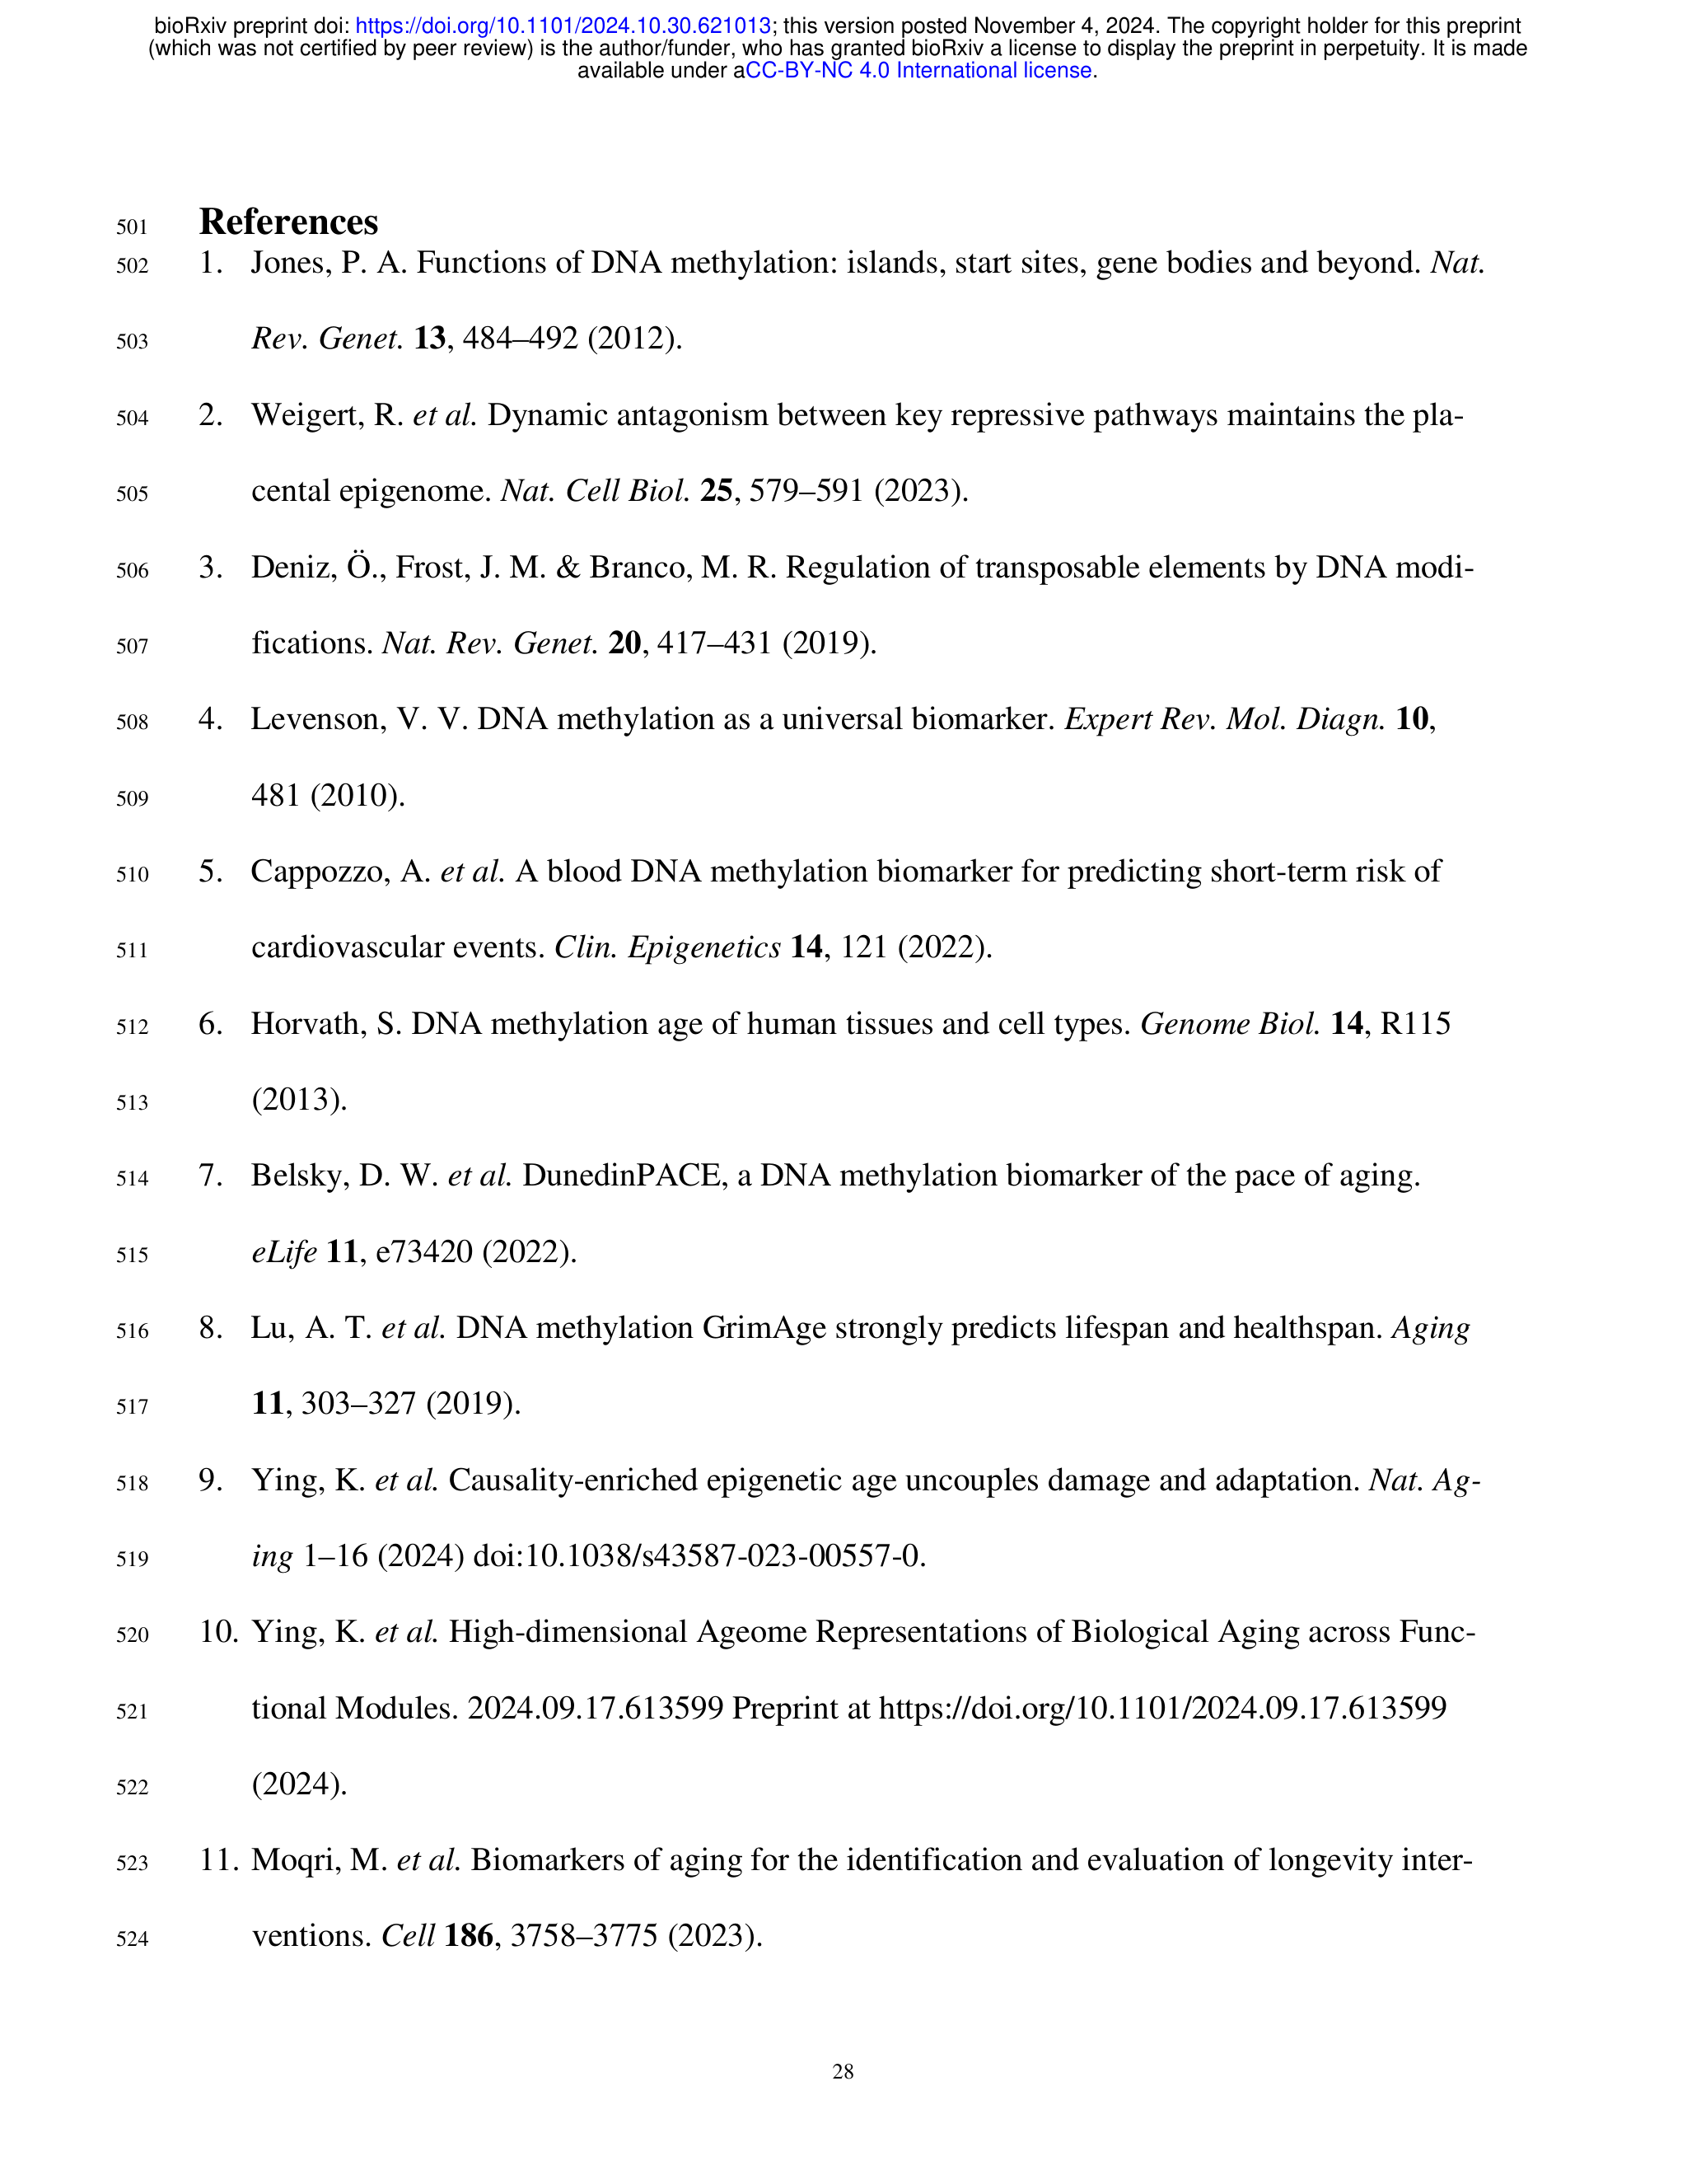 bioRxiv preprint doi: https://doi.org/10.1101/2024.10.30.621013; this version posted November 4, 2024. The copyright holder for this preprint
(which was not certified by peer review) is the author/funder, who has granted bioRxiv a license to display the preprint in perpetuity. It is made
available under aCC-BY-NC 4.0 International license.
501 References
502 1. Jones, P. A. Functions of DNA methylation: islands, start sites, gene bodies and beyond. Nat.
503 Rev. Genet. 13, 484–492 (2012).
504 2. Weigert, R. et al. Dynamic antagonism between key repressive pathways maintains the pla-
505 cental epigenome. Nat. Cell Biol. 25, 579–591 (2023).
506 3. Deniz, Ö., Frost, J. M. & Branco, M. R. Regulation of transposable elements by DNA modi-
507 fications. Nat. Rev. Genet. 20, 417–431 (2019).
508 4. Levenson, V. V. DNA methylation as a universal biomarker. Expert Rev. Mol. Diagn. 10,
509 481 (2010).
510 5. Cappozzo, A. et al. A blood DNA methylation biomarker for predicting short-term risk of
511 cardiovascular events. Clin. Epigenetics 14, 121 (2022).
512 6. Horvath, S. DNA methylation age of human tissues and cell types. Genome Biol. 14, R115
513 (2013).
514 7. Belsky, D. W. et al. DunedinPACE, a DNA methylation biomarker of the pace of aging.
515 eLife 11, e73420 (2022).
516 8. Lu, A. T. et al. DNA methylation GrimAge strongly predicts lifespan and healthspan. Aging
517 11, 303–327 (2019).
518 9. Ying, K. et al. Causality-enriched epigenetic age uncouples damage and adaptation. Nat. Ag-
519 ing 1–16 (2024) doi:10.1038/s43587-023-00557-0.
520 10. Ying, K. et al. High-dimensional Ageome Representations of Biological Aging across Func-
521 tional Modules. 2024.09.17.613599 Preprint at https://doi.org/10.1101/2024.09.17.613599
522 (2024).
523 11. Moqri, M. et al. Biomarkers of aging for the identification and evaluation of longevity inter-
524 ventions. Cell 186, 3758–3775 (2023).
28